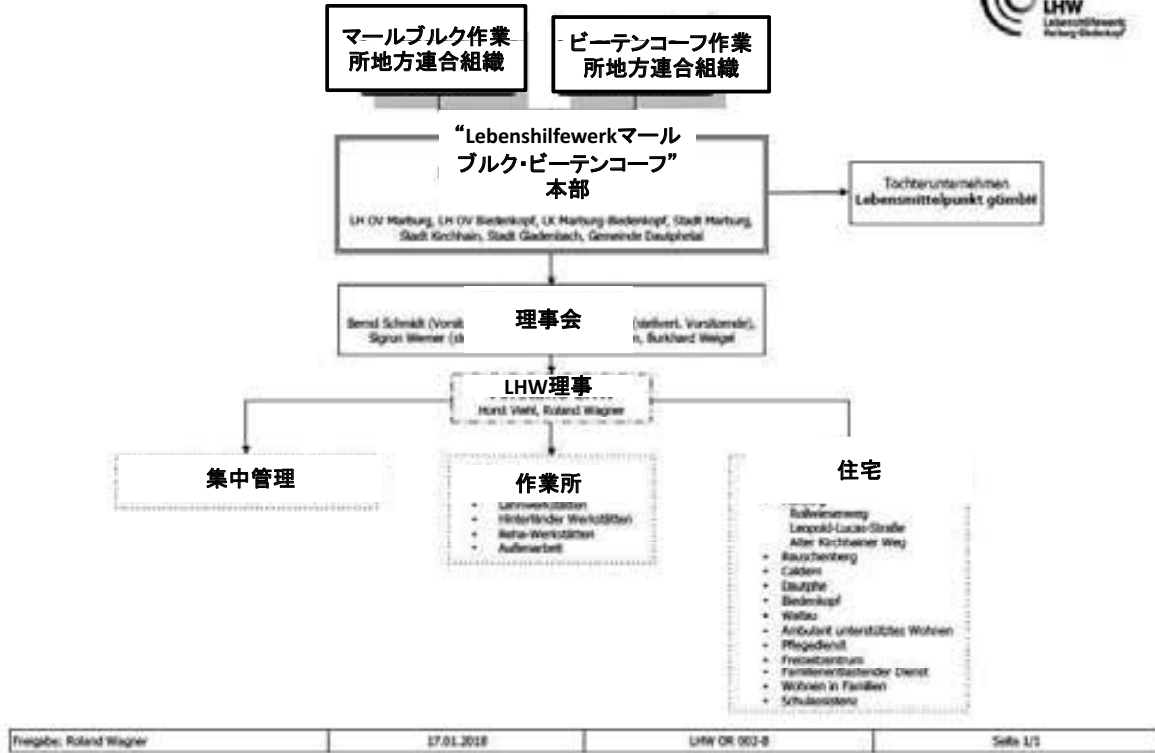 LHW
Lebenshilfewerk
Marburg-Biedenkopf
マールブルク作業
所地方連合組織
ビーテンコーフ作業
所地方連合組織
“Lebenshilfewerkマール
ブルク・ビーテンコーフ”
本部
LH OV Marburg, LH OV Biedenkopf, LK Marburg-Biedenkopf, Stadt Marburg,
Stadt Kirchhain, Stadt Gladenbach, Gemeinde Dautphetal
Tochterunternehmen
Lebensmittelpunkt gGmbH
理事会
Bernd Schmidt (stellvert. Vorsitzende),
Sigrun Werner Burkhard Weigel
LHW理事
Horst Viehl, Roland Wagner
集中管理
作業所
• Lahnwerkstätten
• Hinterländer Werkstätten
• Reha-Werkstätten
• Außenarbeit
住宅
Rollwiesenweg
Leopold-Lucas-Straße
Alter Kirchhainer Weg
• Rauschenberg
• Caldern
• Dautphe
• Biedenkopf
• Wallau
• Ambulant unterstütztes Wohnen
• Pflegedienst
• Freizeitzentrum
• Familienentlastender Dienst
• Wohnen in Familien
• Schulassistenz
Freigabe: Roland Wagner
17.01.2018
LHW OR 002-8
Seite 1/1